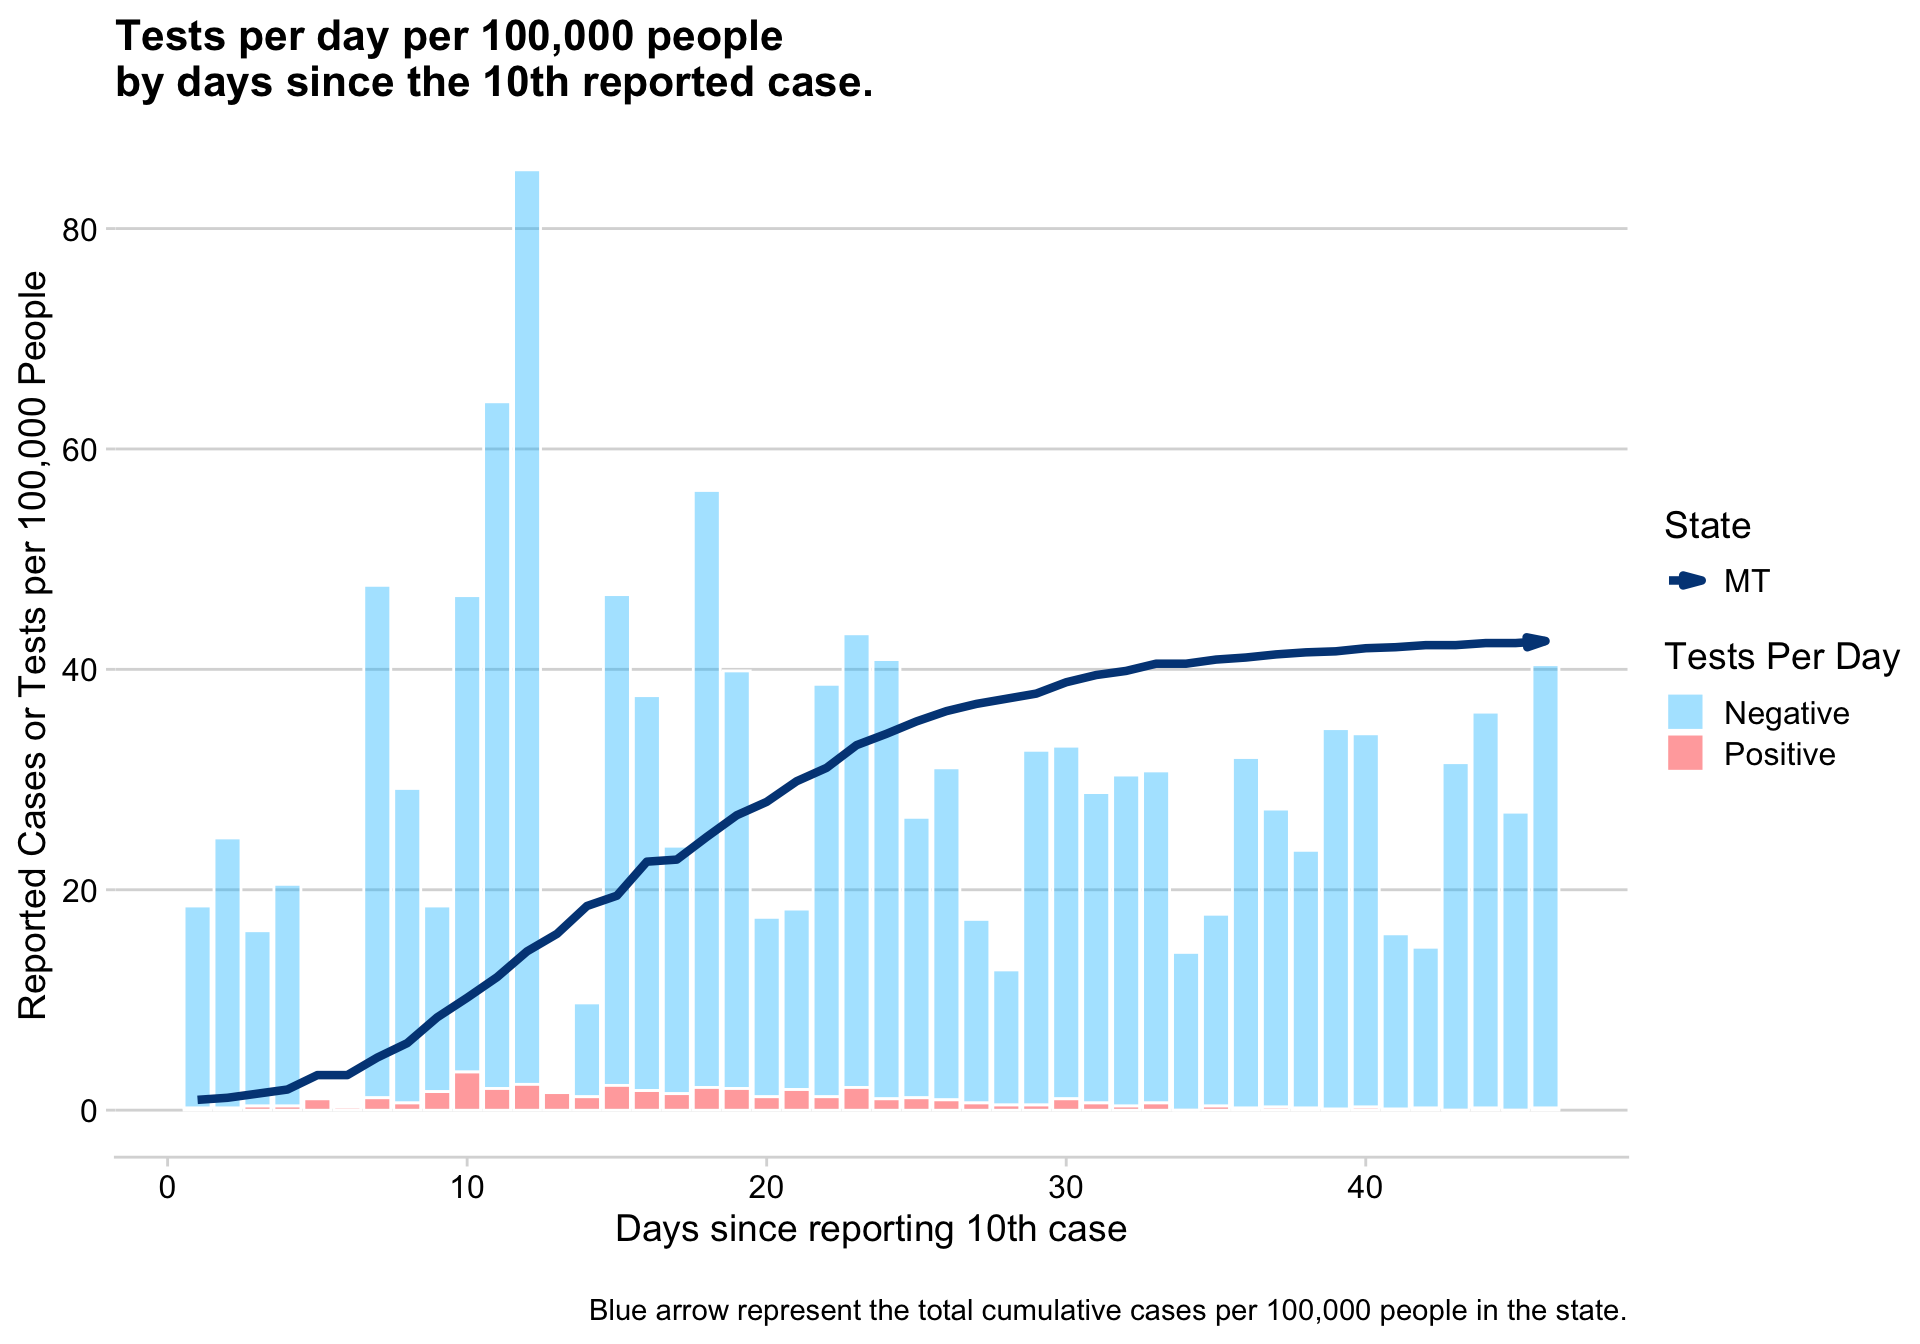 Tests per day per 100,000 people
by days since the 10th reported case.
Reported Cases or Tests per 100,000 People
80
60
40
20
0
0
10
20
30
40
Days since reporting 10th case
State
MT
Tests Per Day
Negative
Positive
Blue arrow represent the total cumulative cases per 100,000 people in the state.